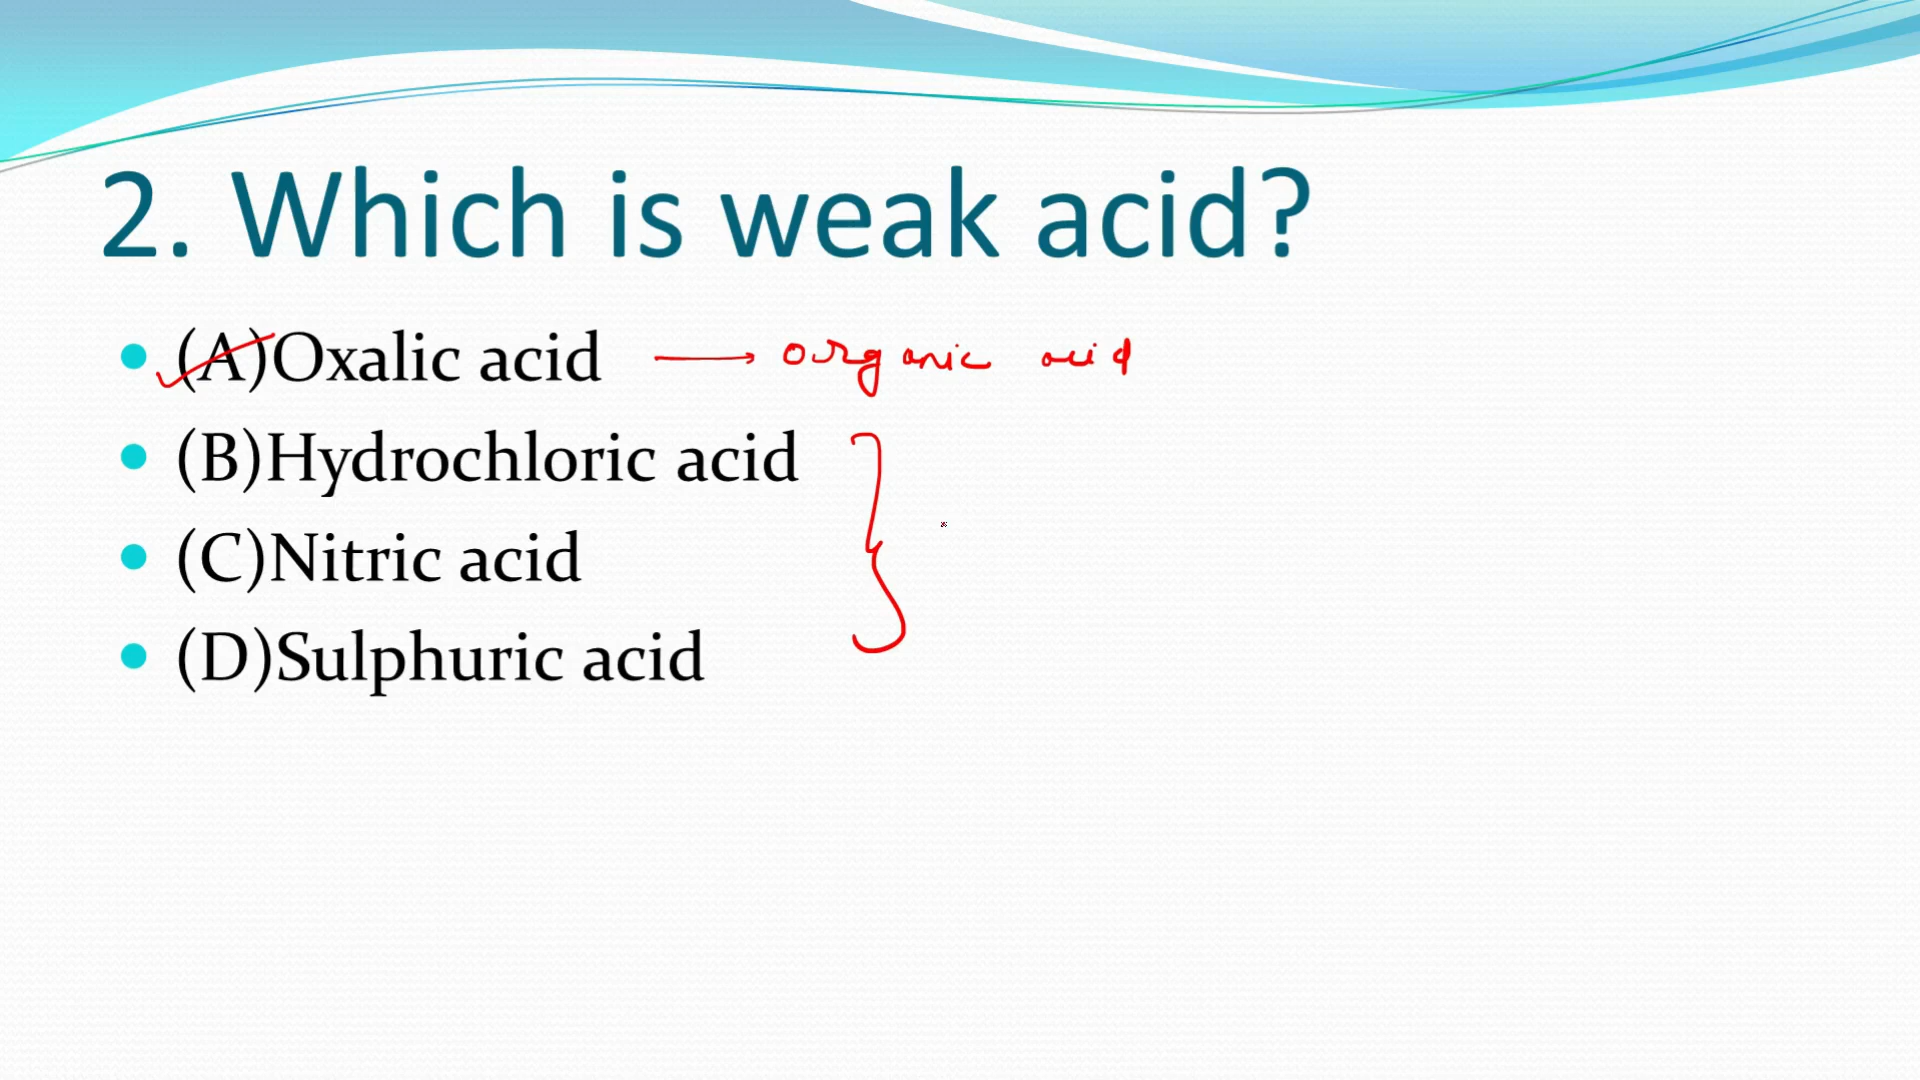 2. Which is weak acid?
(A)Oxalic acid → organic acid
(B)Hydrochloric acid
(C)Nitric acid
(D)Sulphuric acid